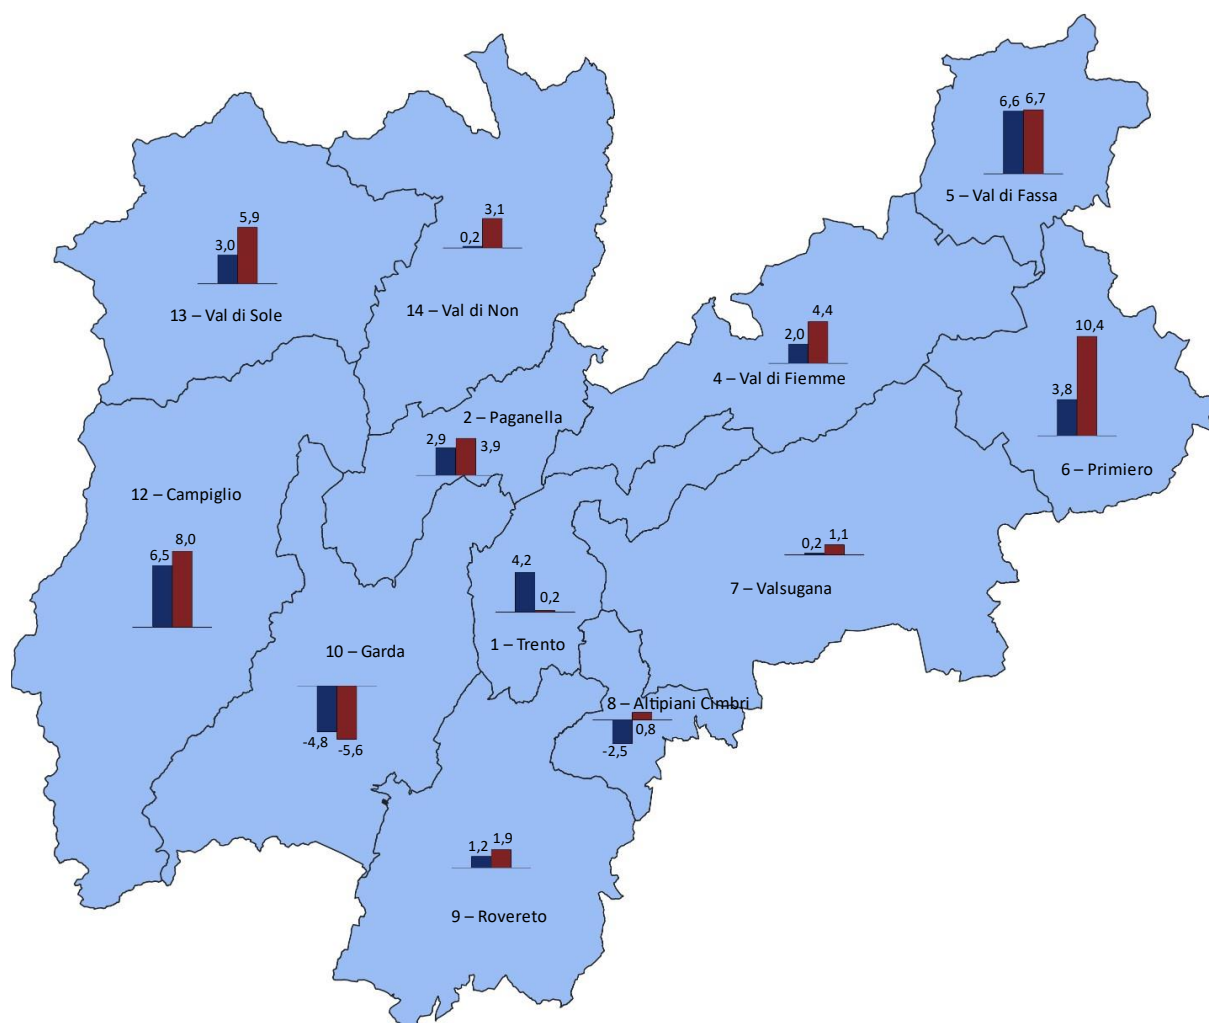 6,6 6,7
5 – Val di Fassa
3,0 5,9
13 – Val di Sole
0,2 3,1
14 – Val di Non
2,0 4,4
4 – Val di Fiemme
3,8 10,4
6 – Primiero
2 – Paganella
2,9 3,9
12 – Campiglio
6,5 8,0
0,2 1,1
7 – Valsugana
4,2 0,2
1 – Trento
10 – Garda
-4,8 -5,6
8 – Altipiani Cimbri
-2,5 0,8
1,2 1,9
9 – Rovereto